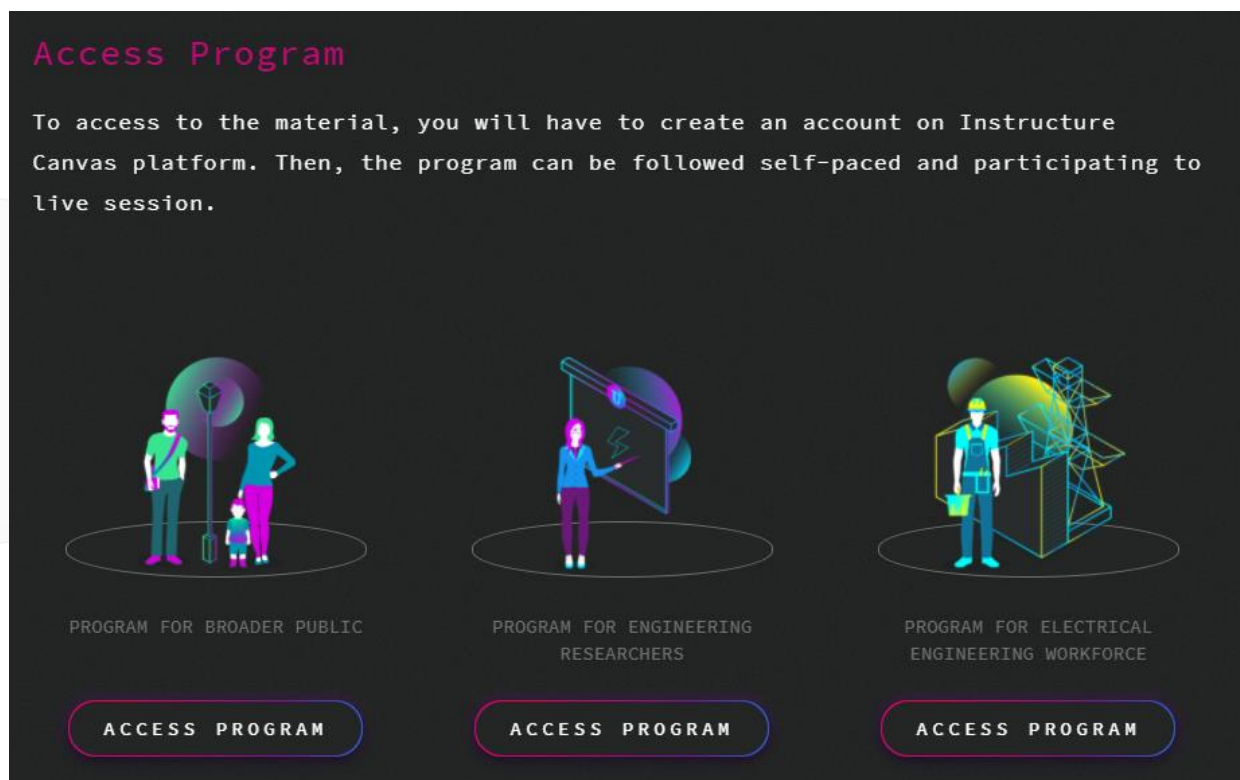 Access Program
To access to the material, you will have to create an account on Instructure
Canvas platform. Then, the program can be followed self-paced and participating to
live session.
PROGRAM FOR BROADER PUBLIC
ACCESS PROGRAM
PROGRAM FOR ENGINEERING
RESEARCHERS
ACCESS PROGRAM
PROGRAM FOR ELECTRICAL
ENGINEERING WORKFORCE
ACCESS PROGRAM